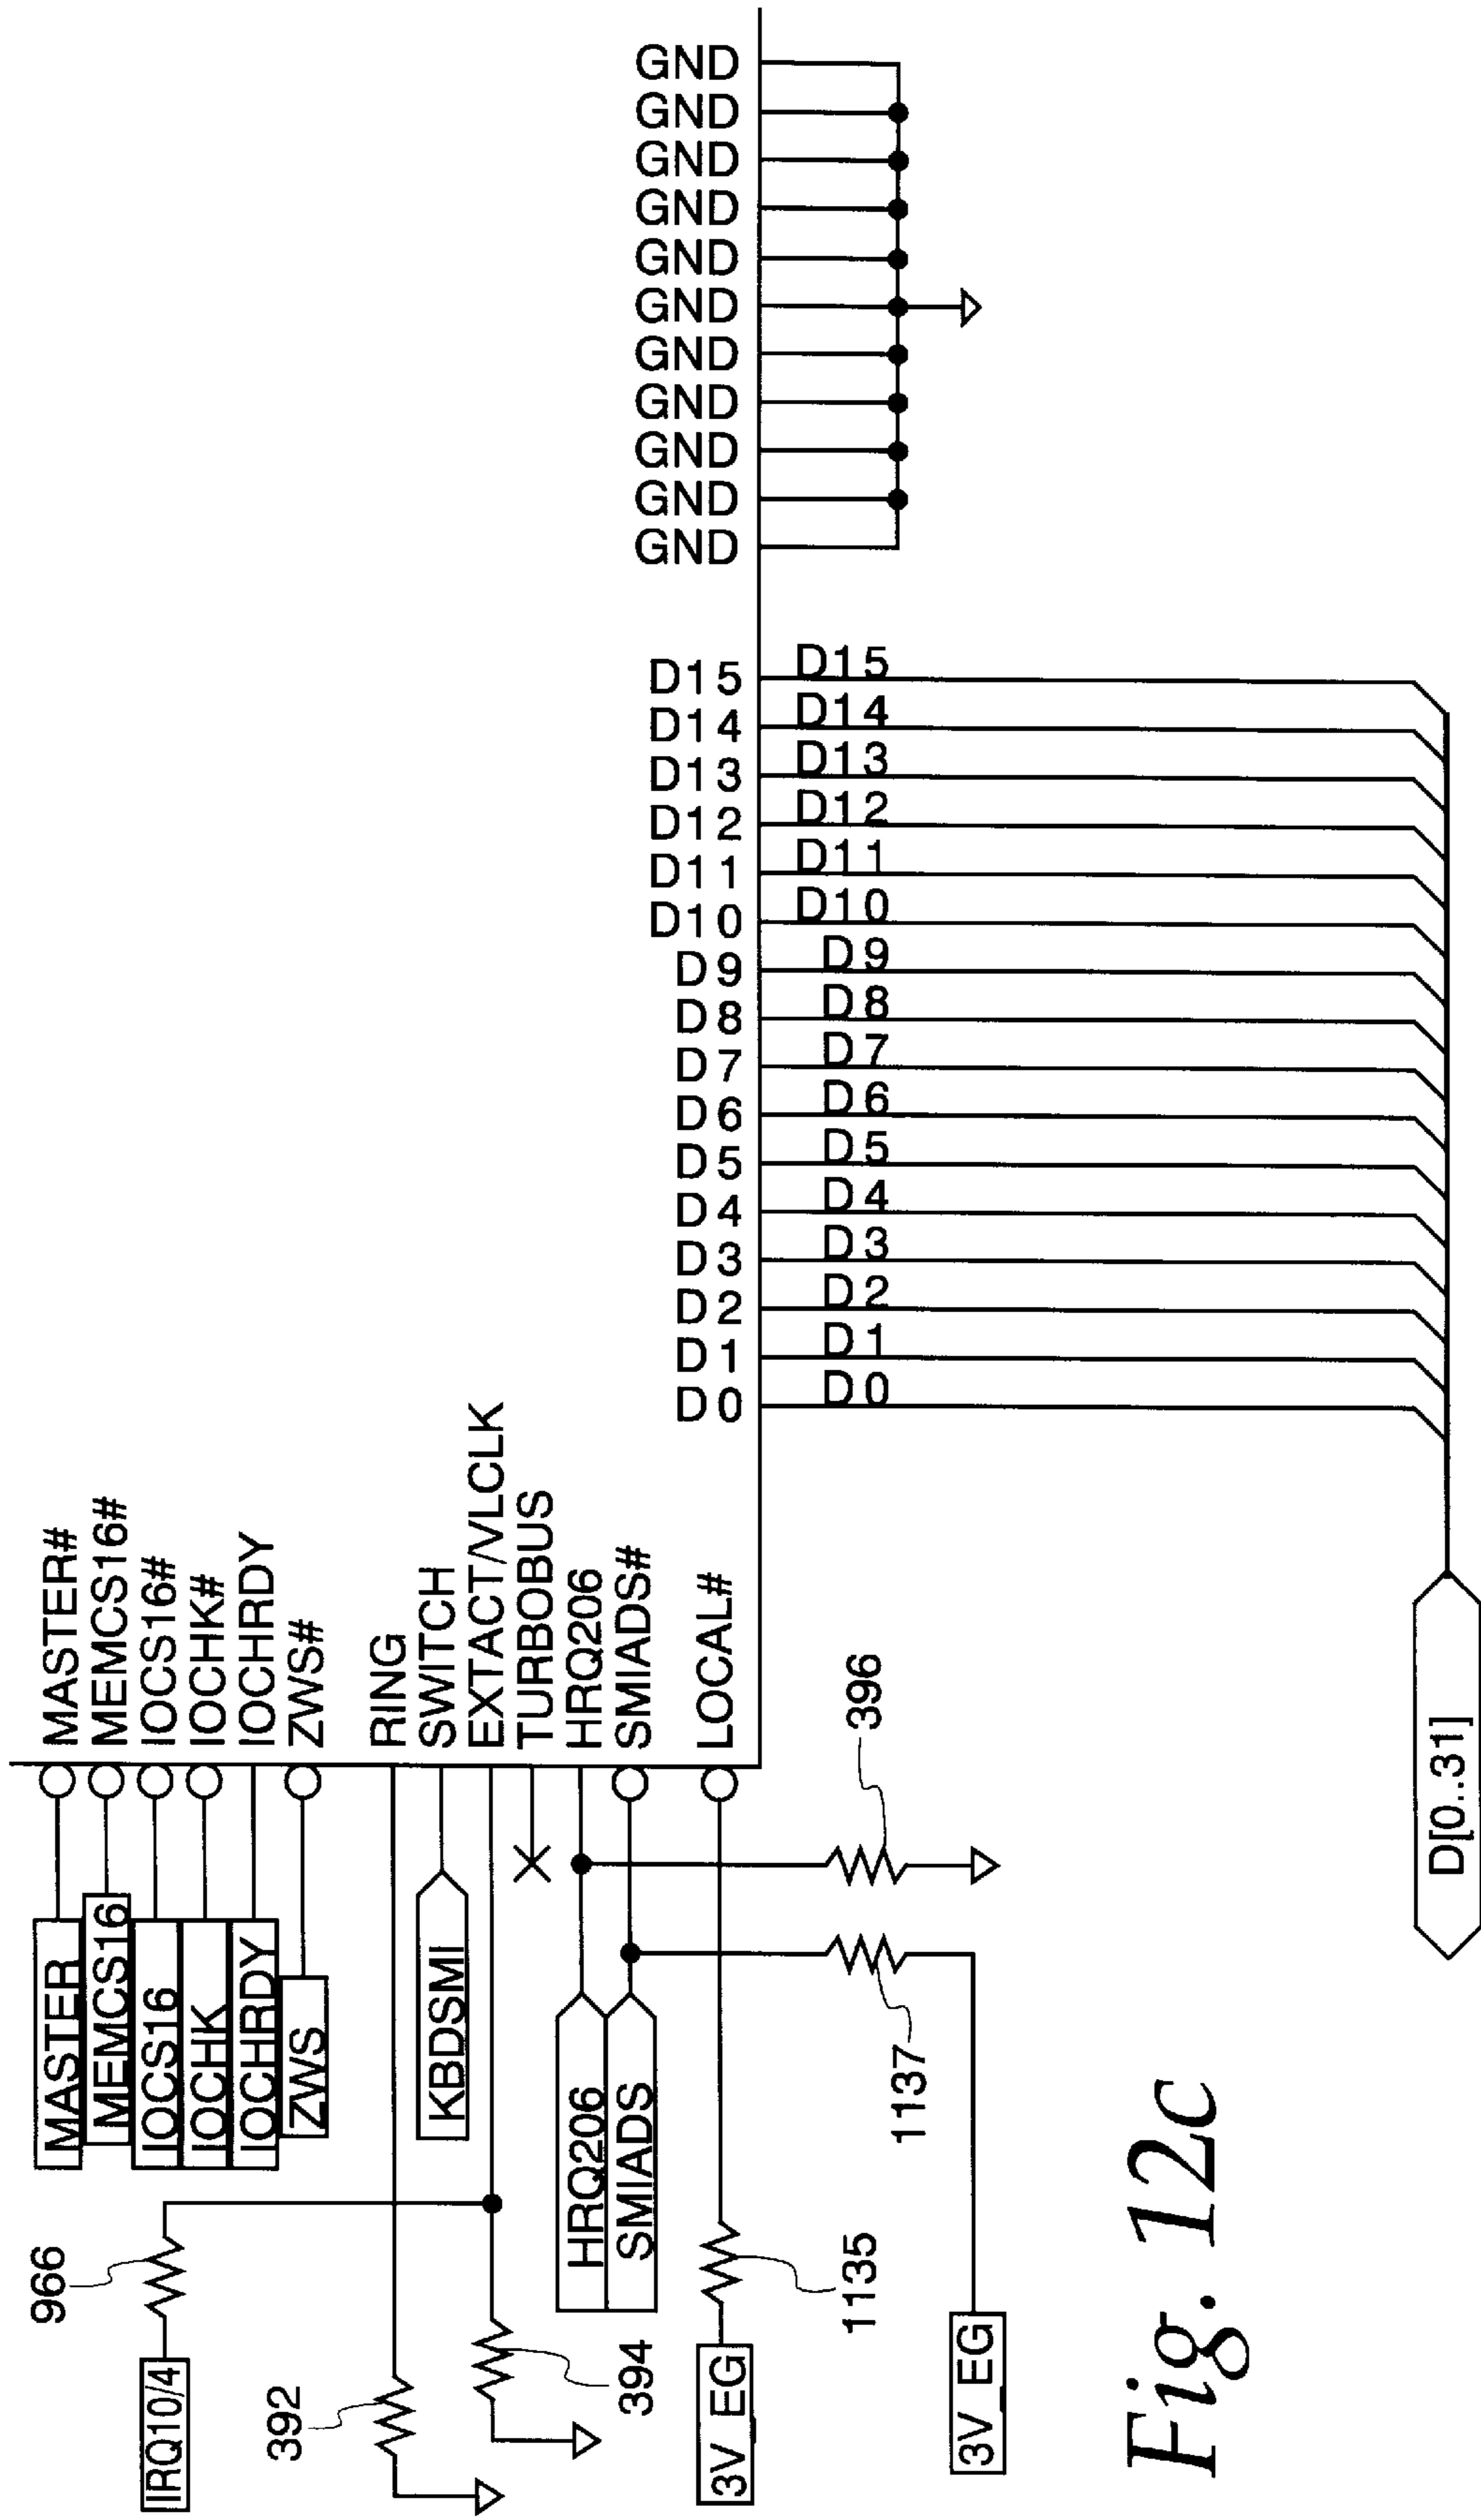 966
IRQ10/4
392
394
MASTER
MEMCS16
IOCS16
IOCHK
IOCHRDY
ZWS
KBDSMI
HRQ206
SMIADS
3V EG
1135
3V EG
1137
396
MASTER#
MEMCS16#
IOCS16#
IOCHK#
IOCHRDY
ZWS#
RING
SWITCH
EXTACT/VLCLK
TURBOBUS
HRQ206
SMIADS#
LOCAL#
D0 D1 D2 D3 D4 D5 D6 D7 D8 D9 D10 D11 D12 D13 D14 D15
GND GND GND GND GND GND GND GND GND GND GND
D0 D1 D2 D3 D4 D5 D6 D7 D8 D9 D10 D11 D12 D13 D14 D15
D[0..31]
Fig. 12c